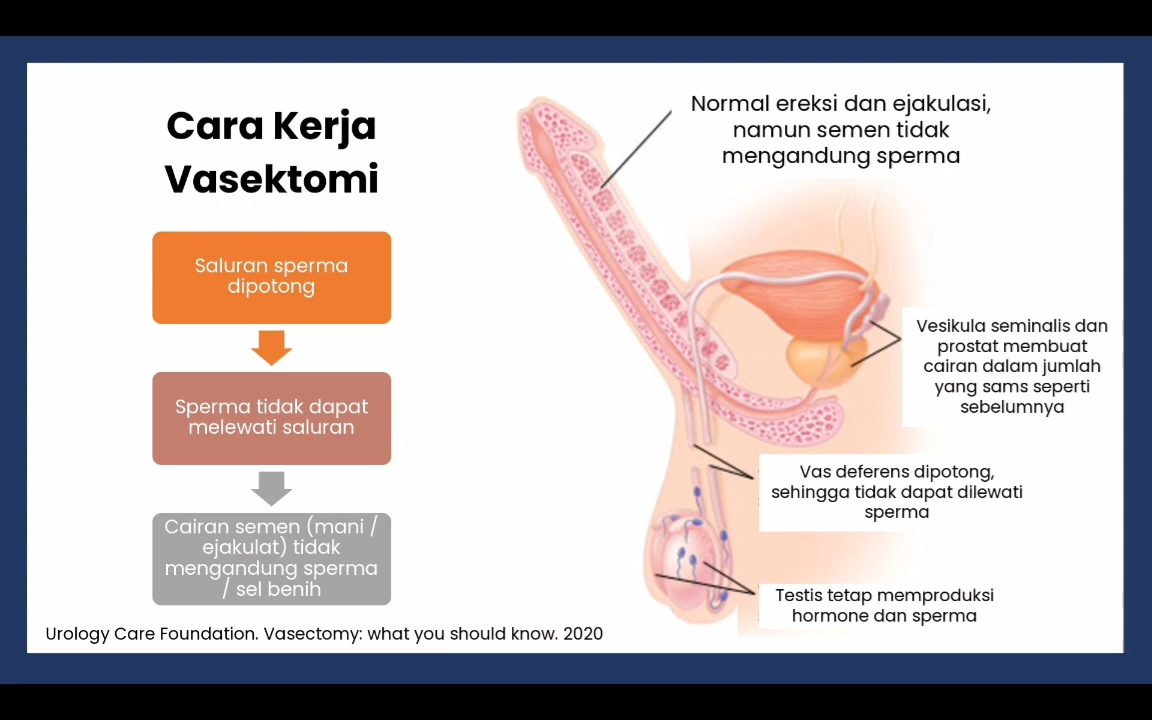 Cara Kerja
Vasektomi
Saluran sperma
dipotong
Sperma tidak dapat
melewati saluran
Cairan semen (mani /
ejakulat) tidak
mengandung sperma
/ sel benih
Urology Care Foundation. Vasectomy: what you should know. 2020
Normal ereksi dan ejakulasi,
namun semen tidak
mengandung sperma
Vesikula seminalis dan
prostat membuat
cairan dalam jumlah
yang sams seperti
sebelumnya
Vas deferens dipotong,
sehingga tidak dapat dilewati
sperma
Testis tetap memproduksi
hormone dan sperma